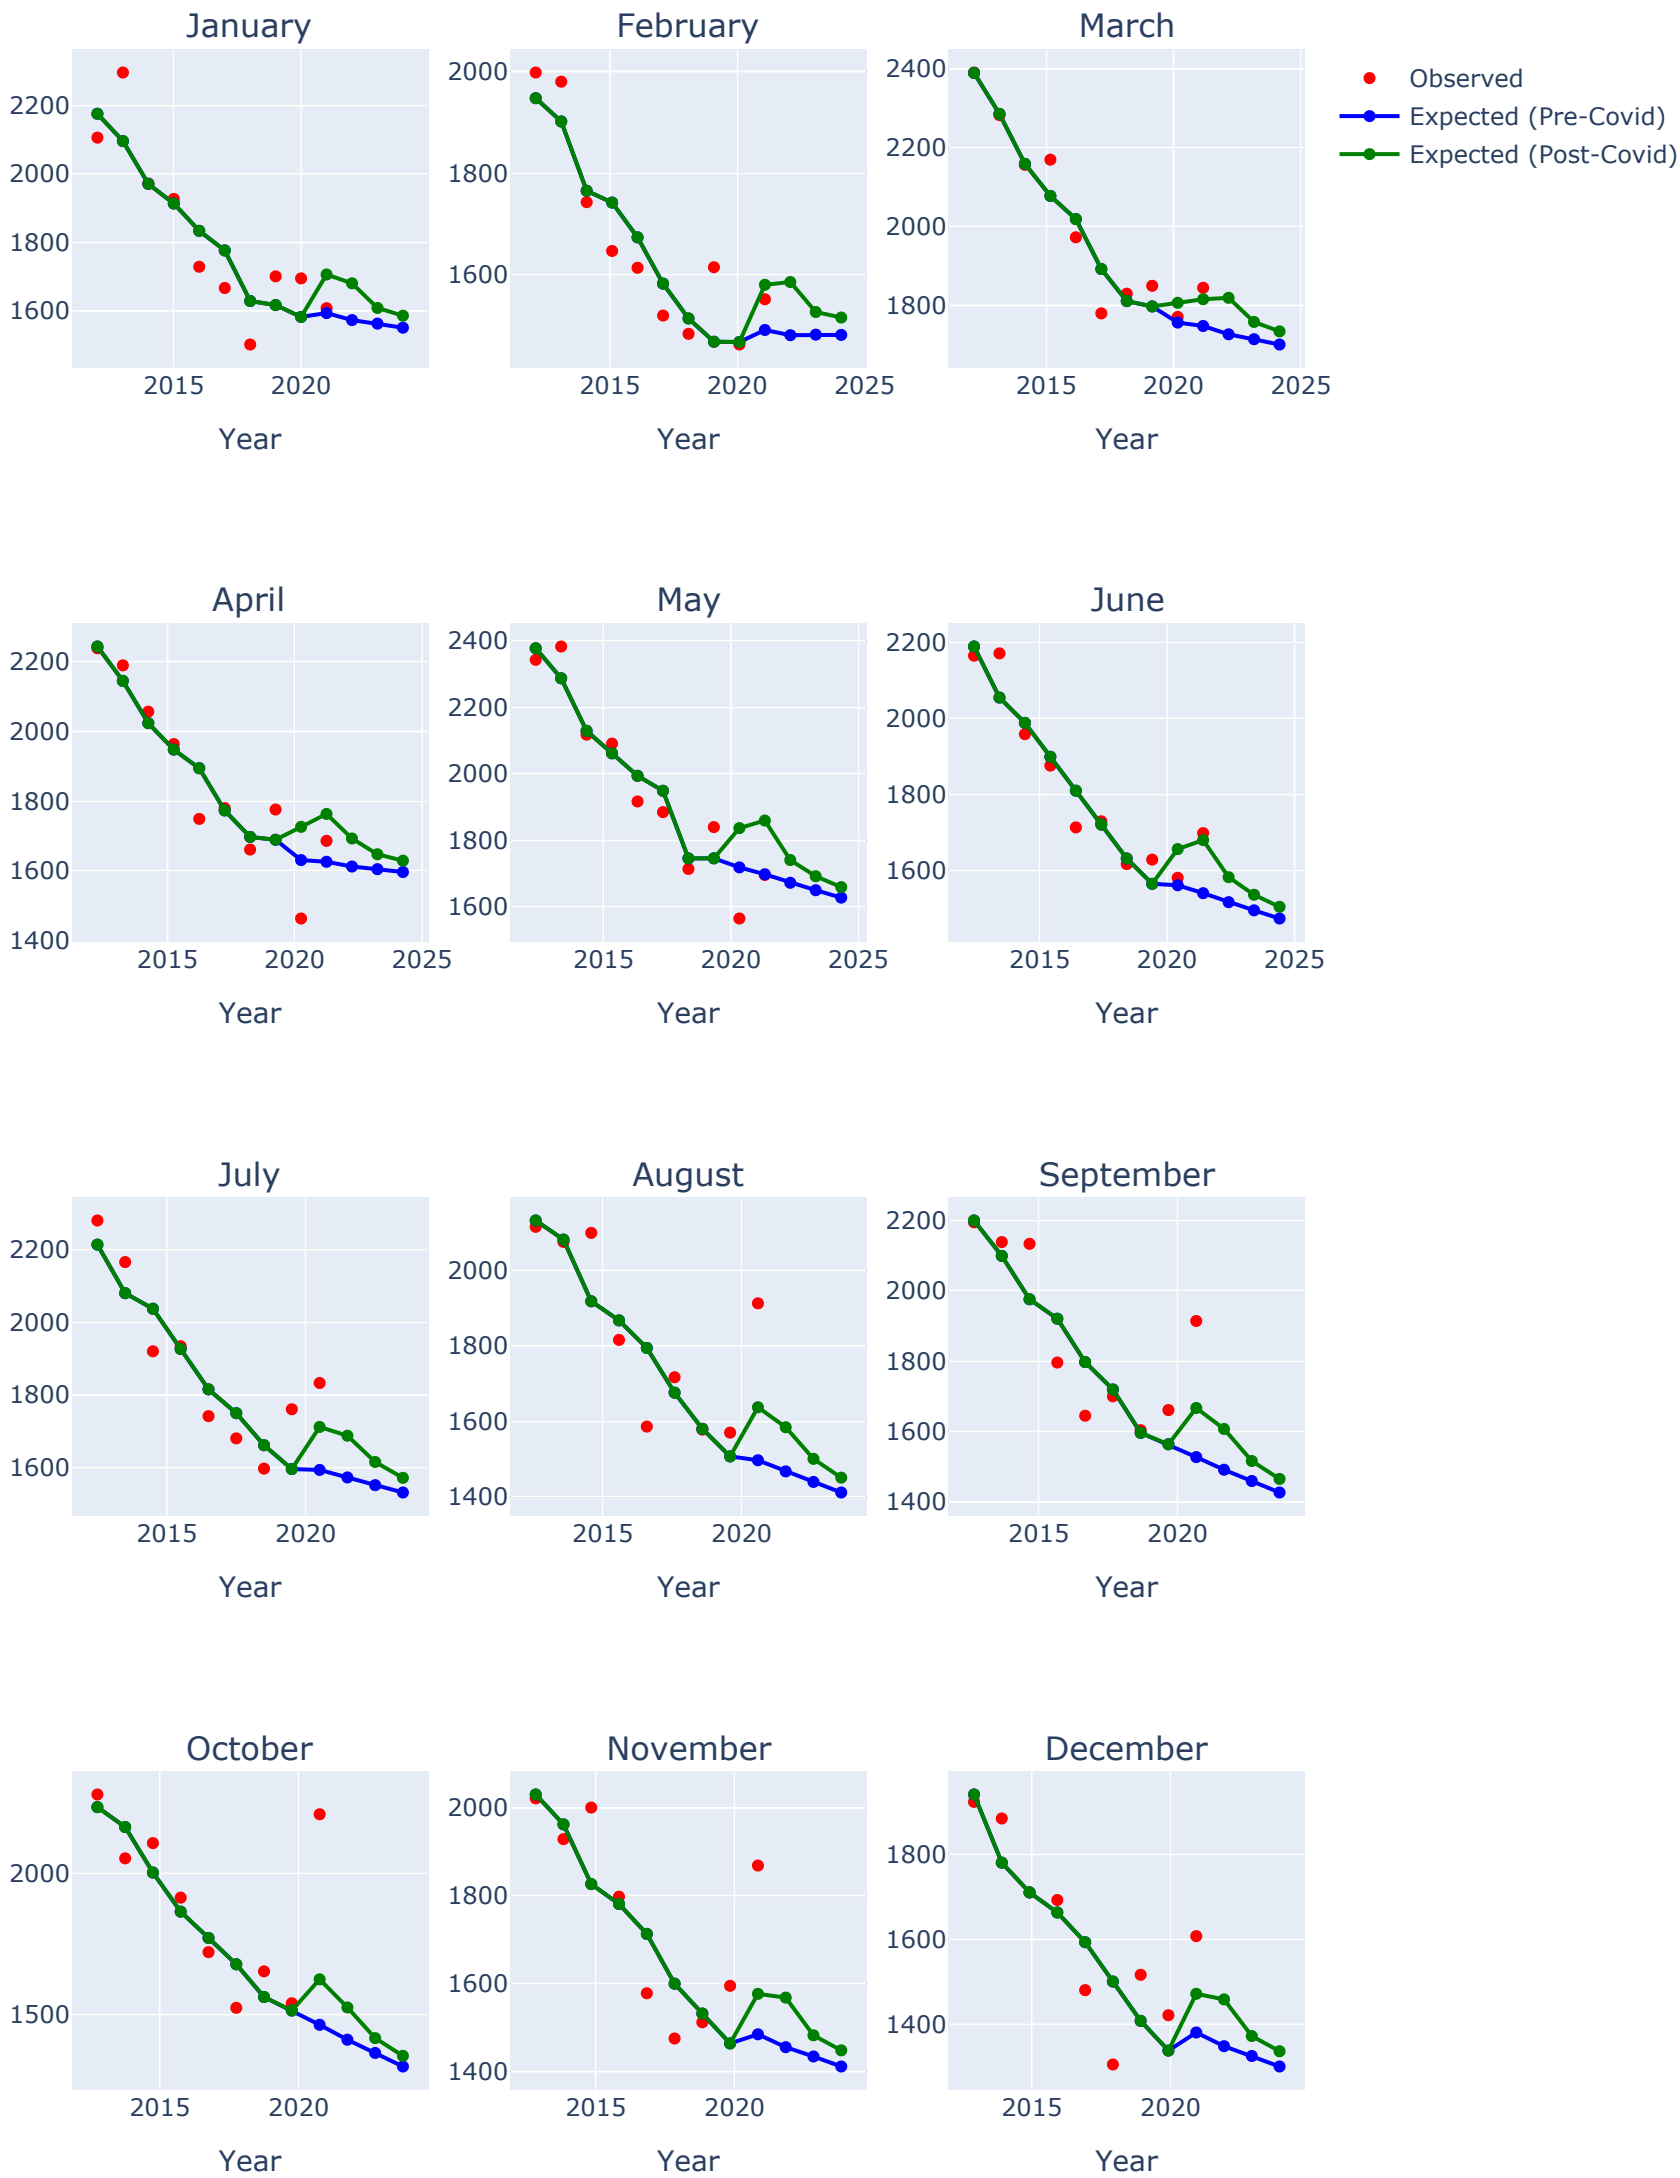 January
February
March
2200
2000
1800
1600
2015
2020
Year
2000
1800
1600
2015
2020
2025
Year
2400
2200
2000
1800
2015
2020
2025
Year
Observed
Expected (Pre-Covid)
Expected (Post-Covid)
April
May
June
2200
2000
1800
1600
1400
2015
2020
2025
Year
2400
2200
2000
1800
1600
2015
2020
2025
Year
2200
2000
1800
1600
2015
2020
2025
Year
July
August
September
2200
2000
1800
1600
2015
2020
Year
2000
1800
1600
1400
2015
2020
Year
2200
2000
1800
1600
1400
2015
2020
Year
October
November
December
2000
1500
2015
2020
Year
2000
1800
1600
1400
2015
2020
Year
1800
1600
1400
2015
2020
Year